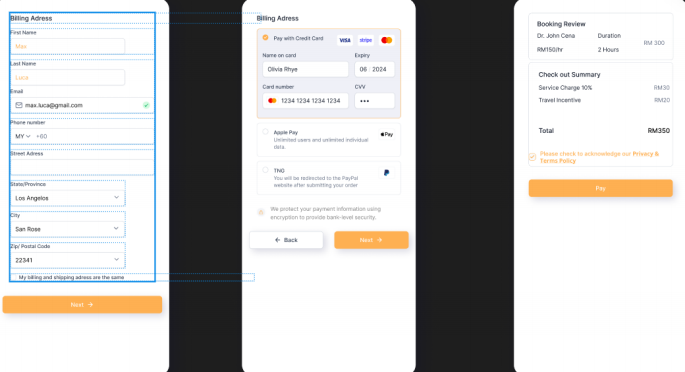 Billing Adress
First Name
Max
Last Name
Luca
Email
max.luca@gmail.com
Phone number
MY +60
Street Adress
State/Province
Los Angelos
City
San Rose
Zip/ Postal Code
22341
My billing and shipping adress are the same
Next →
Billing Adress
Pay with Credit Card VISA stripe
Name on card Expiry
Olivia Rhye 06 2024
Card number CVV
1234 1234 1234 1234 •••
Apple Pay
Unlimited users and unlimited individual
data.
Pay
TNG
You will be redirected to the PayPal
website after submitting your order
We protect your payment information using
encryption to provide bank-level security.
← Back Next →
Booking Review
Dr. John Cena Duration
RM 300
RM150/hr 2 Hours
Check out Summary
Service Charge 10% RM30
Travel Incentive RM20
Total RM350
Please check to acknowledge our Privacy &
Terms Policy
Pay